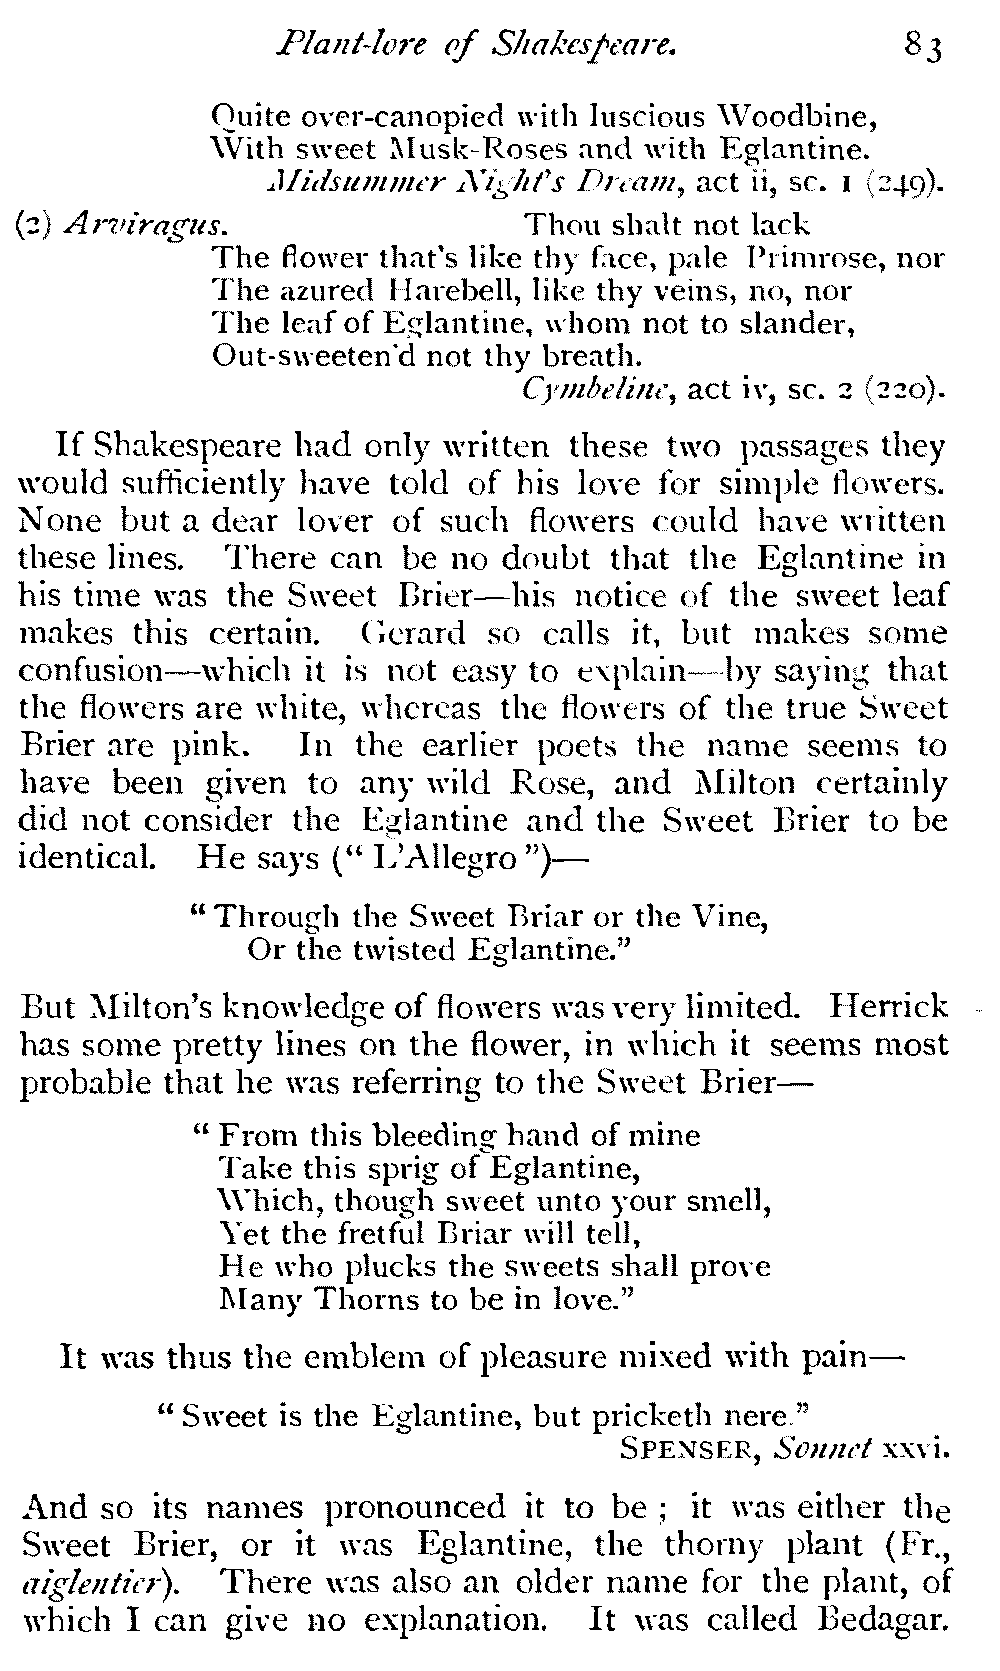 Plant-lore of Shakespeare. 83
Quite over-canopied with luscious Woodbine,
With sweet Musk-Roses and with Eglantine.
Midsummer Night's Dream, act ii, sc. 1 (249).
(2) Arviragus. Thou shalt not lack
The flower that's like thy face, pale Primrose, nor
The azured Harebell, like thy veins, no, nor
The leaf of Eglantine, whom not to slander,
Out-sweeten'd not thy breath.
Cymbeline, act iv, sc. 2 (220).
If Shakespeare had only written these two passages they
would sufficiently have told of his love for simple flowers.
None but a dear lover of such flowers could have written
these lines. There can be no doubt that the Eglantine in
his time was the Sweet Brier—his notice of the sweet leaf
makes this certain. Gerard so calls it, but makes some
confusion—which it is not easy to explain—by saying that
the flowers are white, whereas the flowers of the true Sweet
Brier are pink. In the earlier poets the name seems to
have been given to any wild Rose, and Milton certainly
did not consider the Eglantine and the Sweet Brier to be
identical. He says (" L'Allegro ")—
" Through the Sweet Briar or the Vine,
Or the twisted Eglantine."
But Milton's knowledge of flowers was very limited. Herrick
has some pretty lines on the flower, in which it seems most
probable that he was referring to the Sweet Brier—
" From this bleeding hand of mine
Take this sprig of Eglantine,
Which, though sweet unto your smell,
Yet the fretful Briar will tell,
He who plucks the sweets shall prove
Many Thorns to be in love."
It was thus the emblem of pleasure mixed with pain—
" Sweet is the Eglantine, but pricketh nere."
SPENSER, Sonnet xxvi.
And so its names pronounced it to be ; it was either the
Sweet Brier, or it was Eglantine, the thorny plant (Fr.,
aiglentier). There was also an older name for the plant, of
which I can give no explanation. It was called Bedagar.